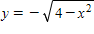 y = −√(4−x²)